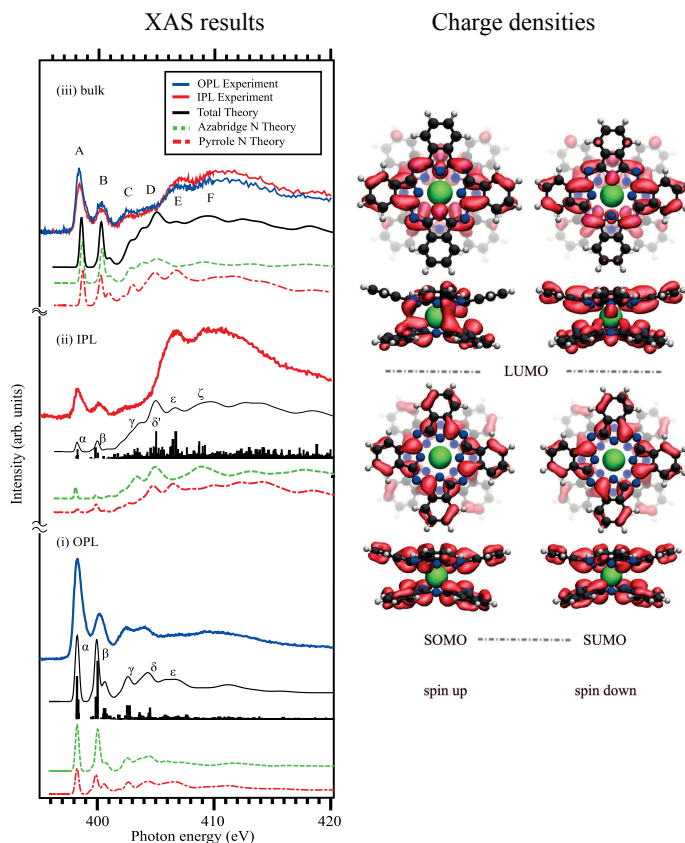 XAS results
Charge densities
(iii) bulk
OPL Experiment
IPL Experiment
Total Theory
Azabridge N Theory
Pyrrole N Theory
A
B
C
D
E
F
(ii) IPL
α
β
γ
δ'
ε
ζ
(i) OPL
α
β
γ
δ
ε
Intensity (arb. units)
400
410
420
Photon energy (eV)
LUMO
SOMO
SUMO
spin up
spin down